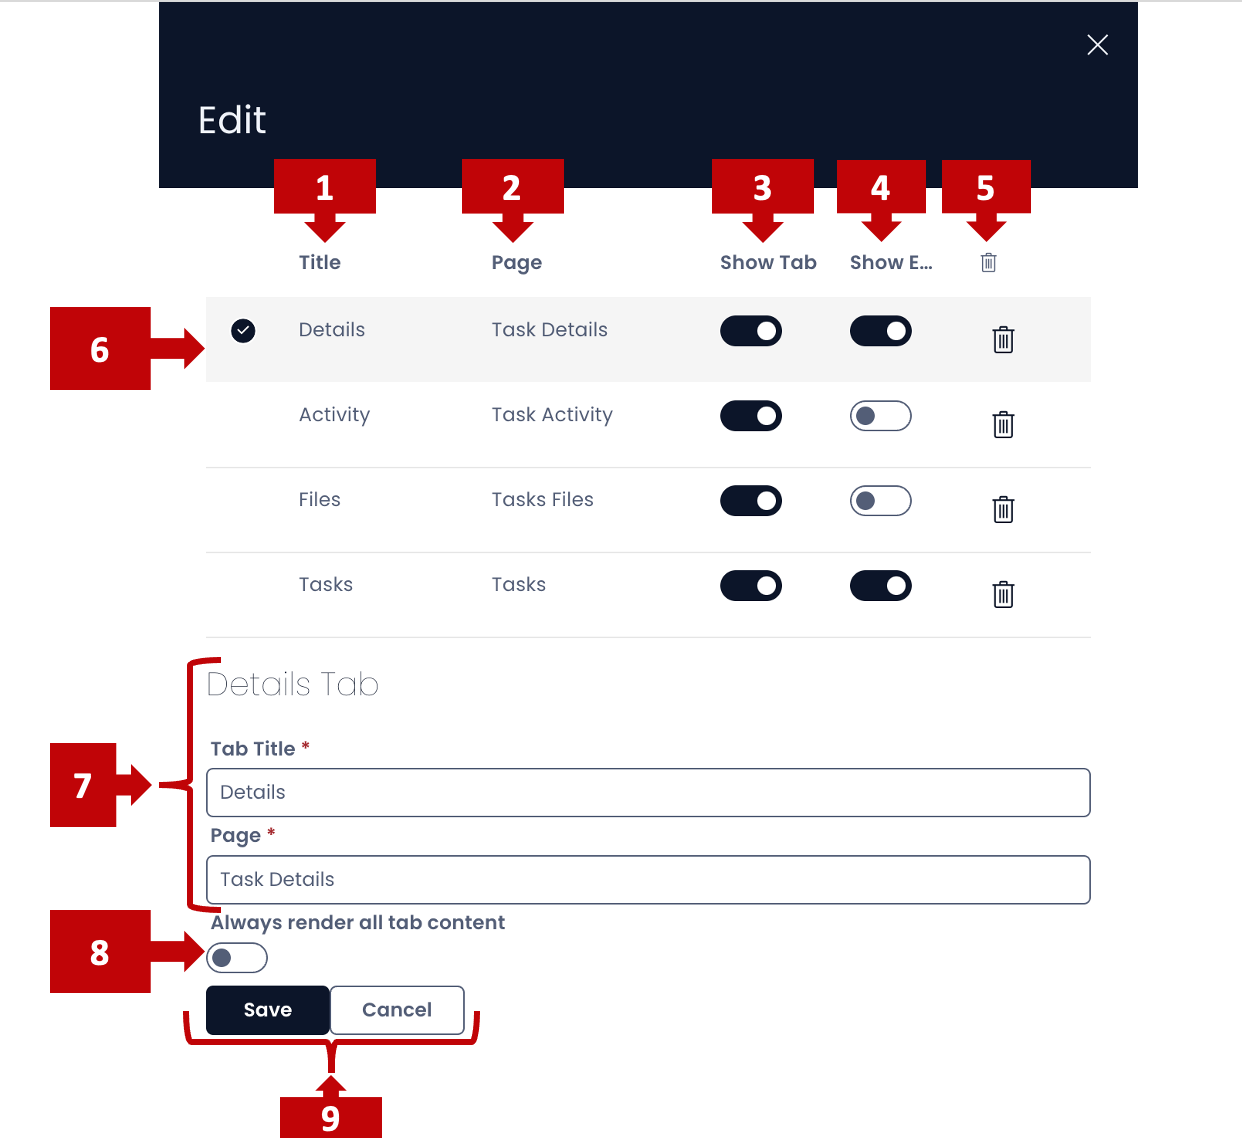 Edit
1 2 3 4 5
Title Page Show Tab Show E...
6
Details Task Details
Activity Task Activity
Files Tasks Files
Tasks Tasks
Details Tab
Tab Title *
7
Details
Page *
Task Details
Always render all tab content
8
Save Cancel
9